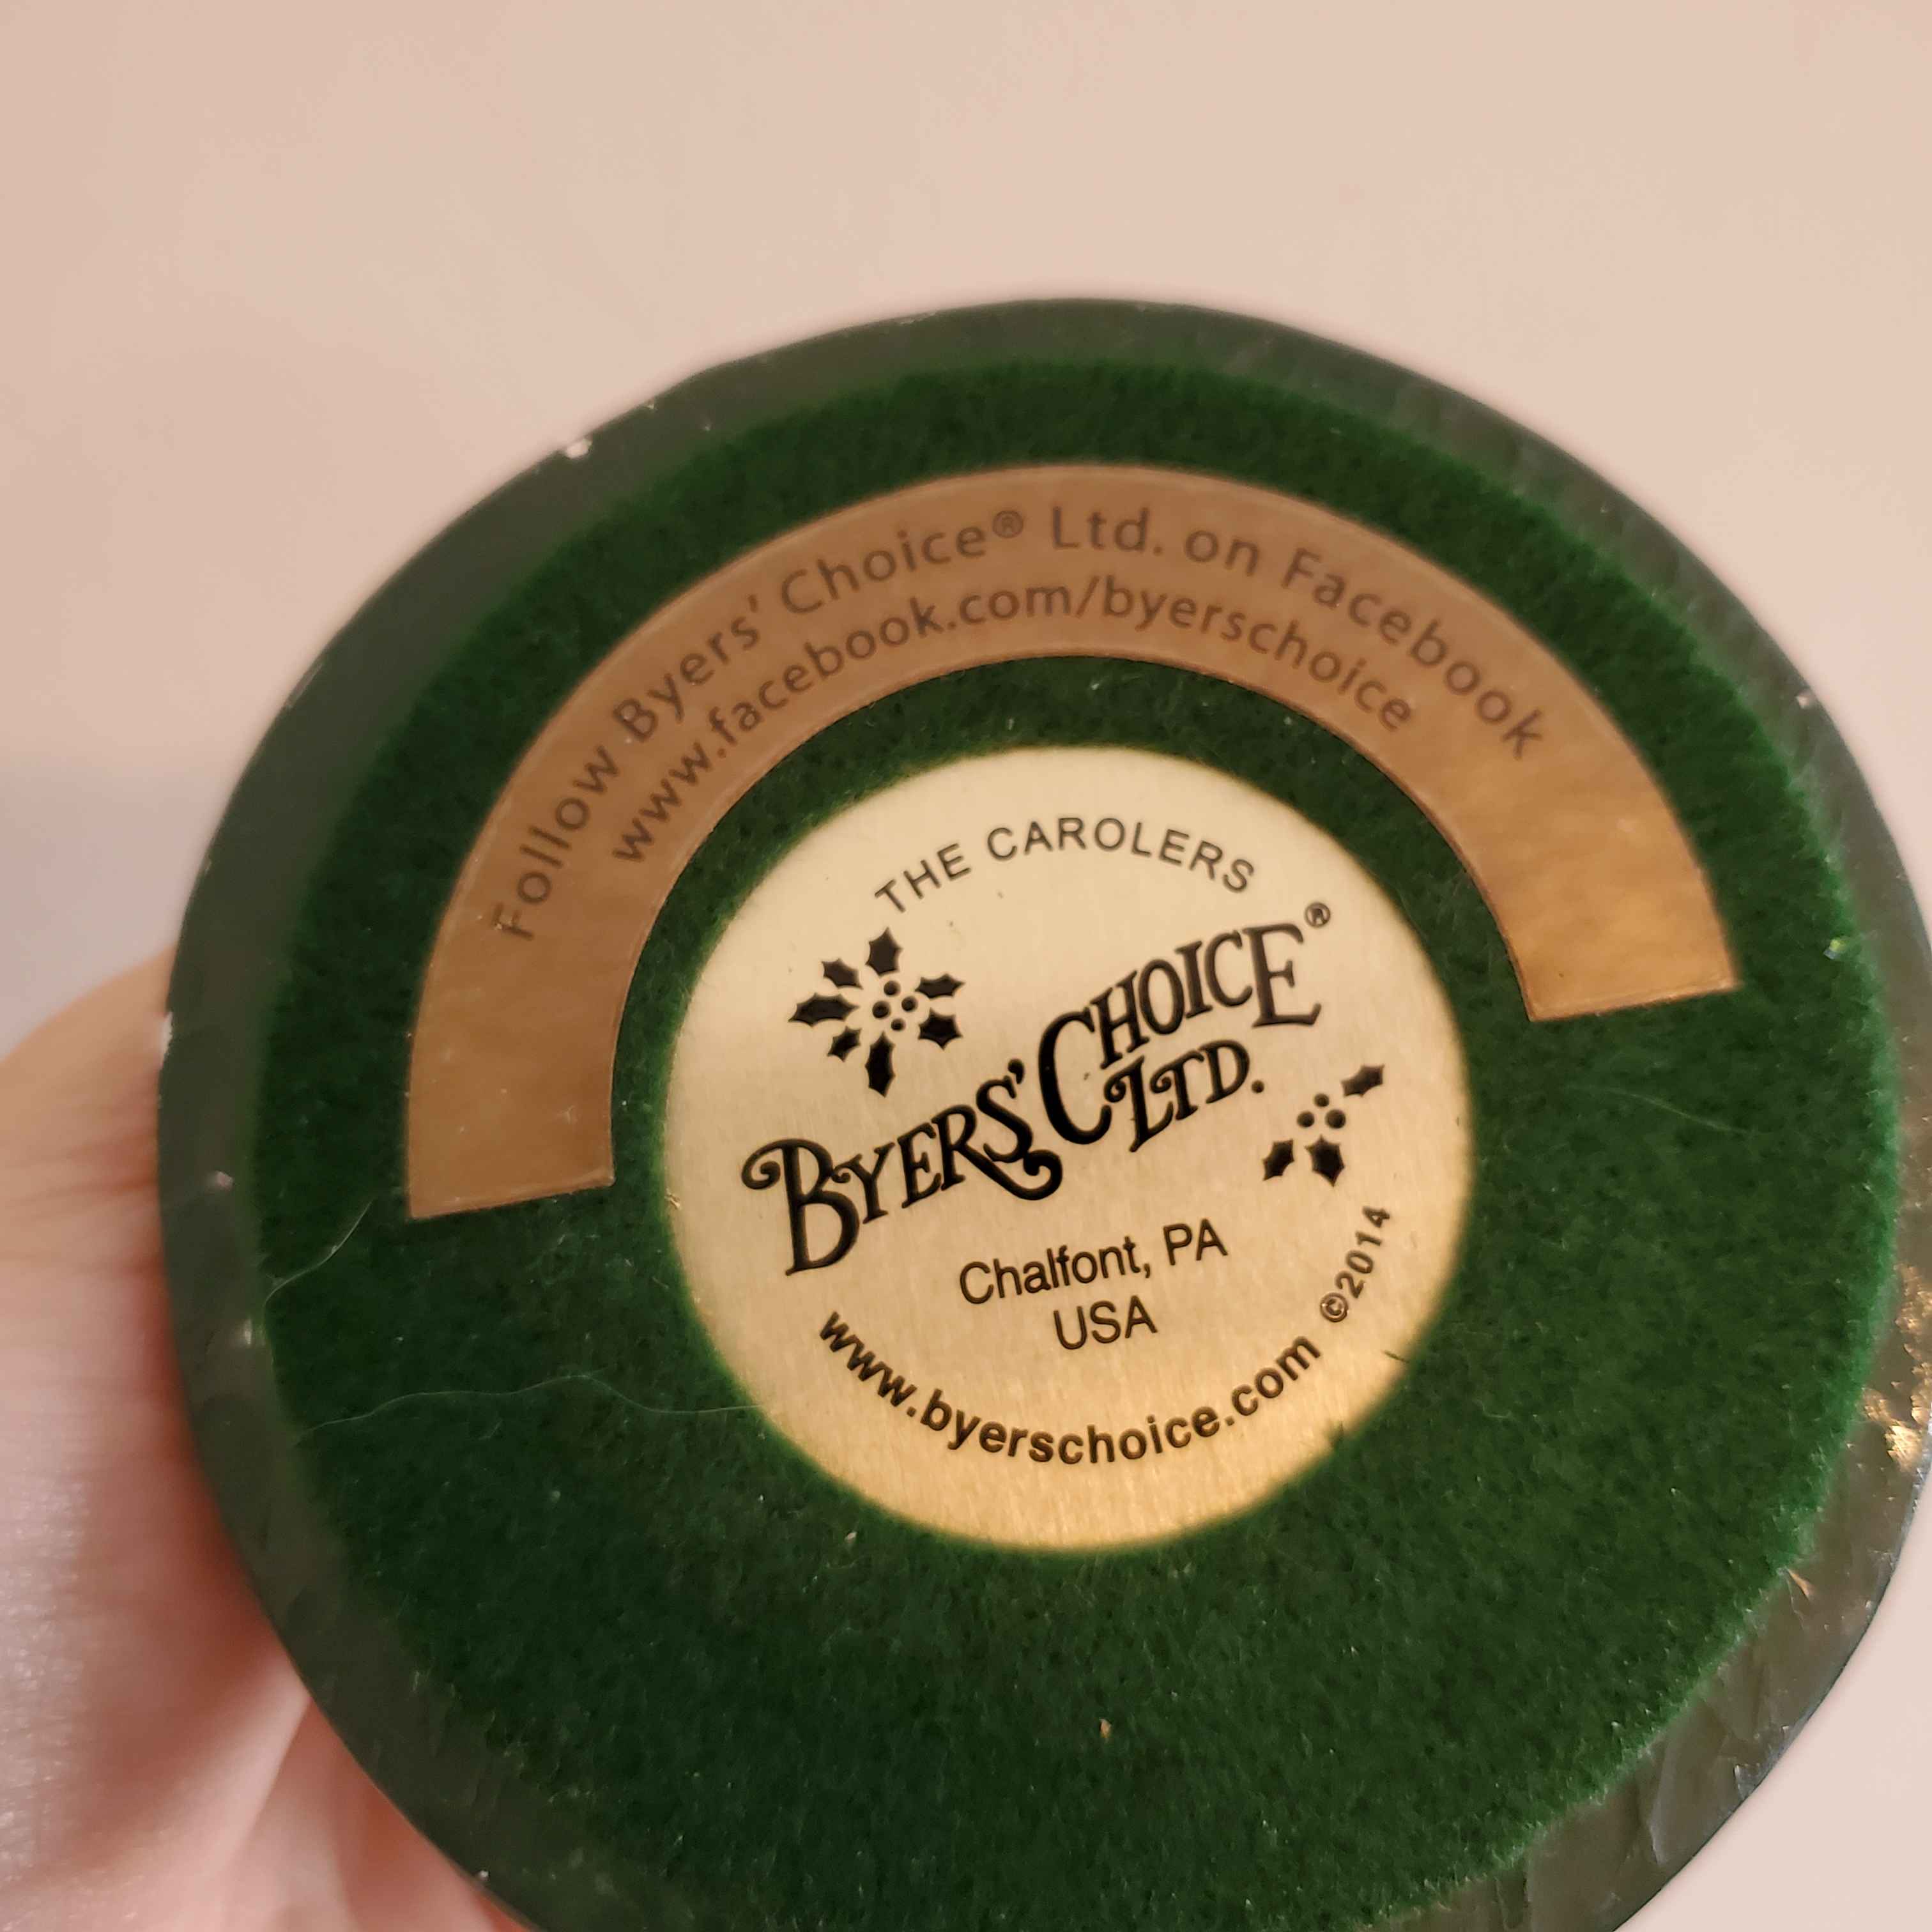 Follow Byers' Choice® Ltd. on Facebook
www.facebook.com/byerschoice
THE CAROLERS
BYERS' CHOICE®
LTD.
Chalfont, PA
USA
www.byerschoice.com ©2014